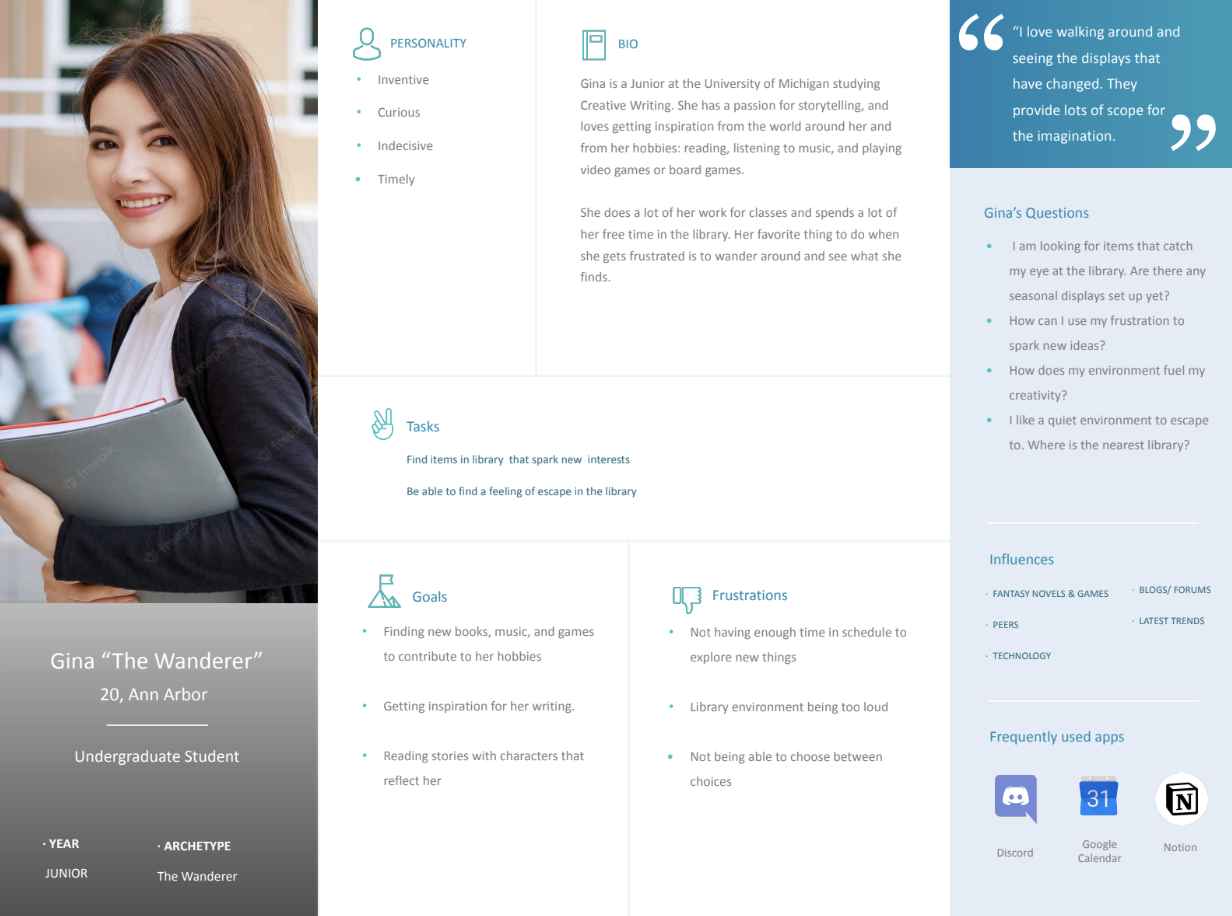 Gina “The Wanderer”
20, Ann Arbor
Undergraduate Student
· YEAR
JUNIOR
· ARCHETYPE
The Wanderer
PERSONALITY
• Inventive
• Curious
• Indecisive
• Timely
BIO
Gina is a Junior at the University of Michigan studying
Creative Writing. She has a passion for storytelling, and
loves getting inspiration from the world around her and
from her hobbies: reading, listening to music, and playing
video games or board games.
She does a lot of her work for classes and spends a lot of
her free time in the library. Her favorite thing to do when
she gets frustrated is to wander around and see what she
finds.
Tasks
Find items in library that spark new interests
Be able to find a feeling of escape in the library
Goals
• Finding new books, music, and games
to contribute to her hobbies
• Getting inspiration for her writing.
• Reading stories with characters that
reflect her
Frustrations
• Not having enough time in schedule to
explore new things
• Library environment being too loud
• Not being able to choose between
choices
“I love walking around and
seeing the displays that
have changed. They
provide lots of scope for
the imagination.
Gina’s Questions
• I am looking for items that catch
my eye at the library. Are there any
seasonal displays set up yet?
• How can I use my frustration to
spark new ideas?
• How does my environment fuel my
creativity?
• I like a quiet environment to escape
to. Where is the nearest library?
Influences
· FANTASY NOVELS & GAMES
· PEERS
· TECHNOLOGY
· BLOGS/ FORUMS
· LATEST TRENDS
Frequently used apps
31
N
Discord
Google
Calendar
Notion
freepik